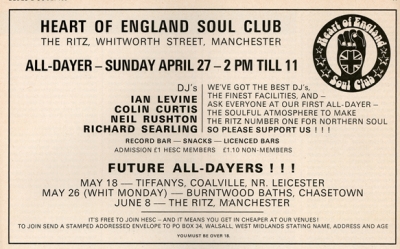 HEART OF ENGLAND SOUL CLUB
THE RITZ, WHITWORTH STREET, MANCHESTER
ALL-DAYER – SUNDAY APRIL 27 – 2 PM TILL 11
Heart of England
Soul Club
DJ's
IAN LEVINE
COLIN CURTIS
NEIL RUSHTON
RICHARD SEARLING
WE'VE GOT THE BEST DJ's,
THE FINEST FACILITIES, AND –
ASK EVERYONE AT OUR FIRST ALL-DAYER –
THE SOULFUL ATMOSPHERE TO MAKE
THE RITZ NUMBER ONE FOR NORTHERN SOUL
SO PLEASE SUPPORT US ! ! !
RECORD BAR — SNACKS — LICENCED BARS
ADMISSION £1 HESC MEMBERS £1.10 NON-MEMBERS
FUTURE ALL-DAYERS ! ! !
MAY 18 — TIFFANYS, COALVILLE, NR. LEICESTER
MAY 26 (WHIT MONDAY) — BURNTWOOD BATHS, CHASETOWN
JUNE 8 — THE RITZ, MANCHESTER
IT'S FREE TO JOIN HESC – AND IT MEANS YOU GET IN CHEAPER AT OUR VENUES!
TO JOIN SEND A STAMPED ADDRESSED ENVELOPE TO PO BOX 34, WALSALL, WEST MIDLANDS STATING NAME, ADDRESS AND AGE
YOU MUST BE OVER 18.